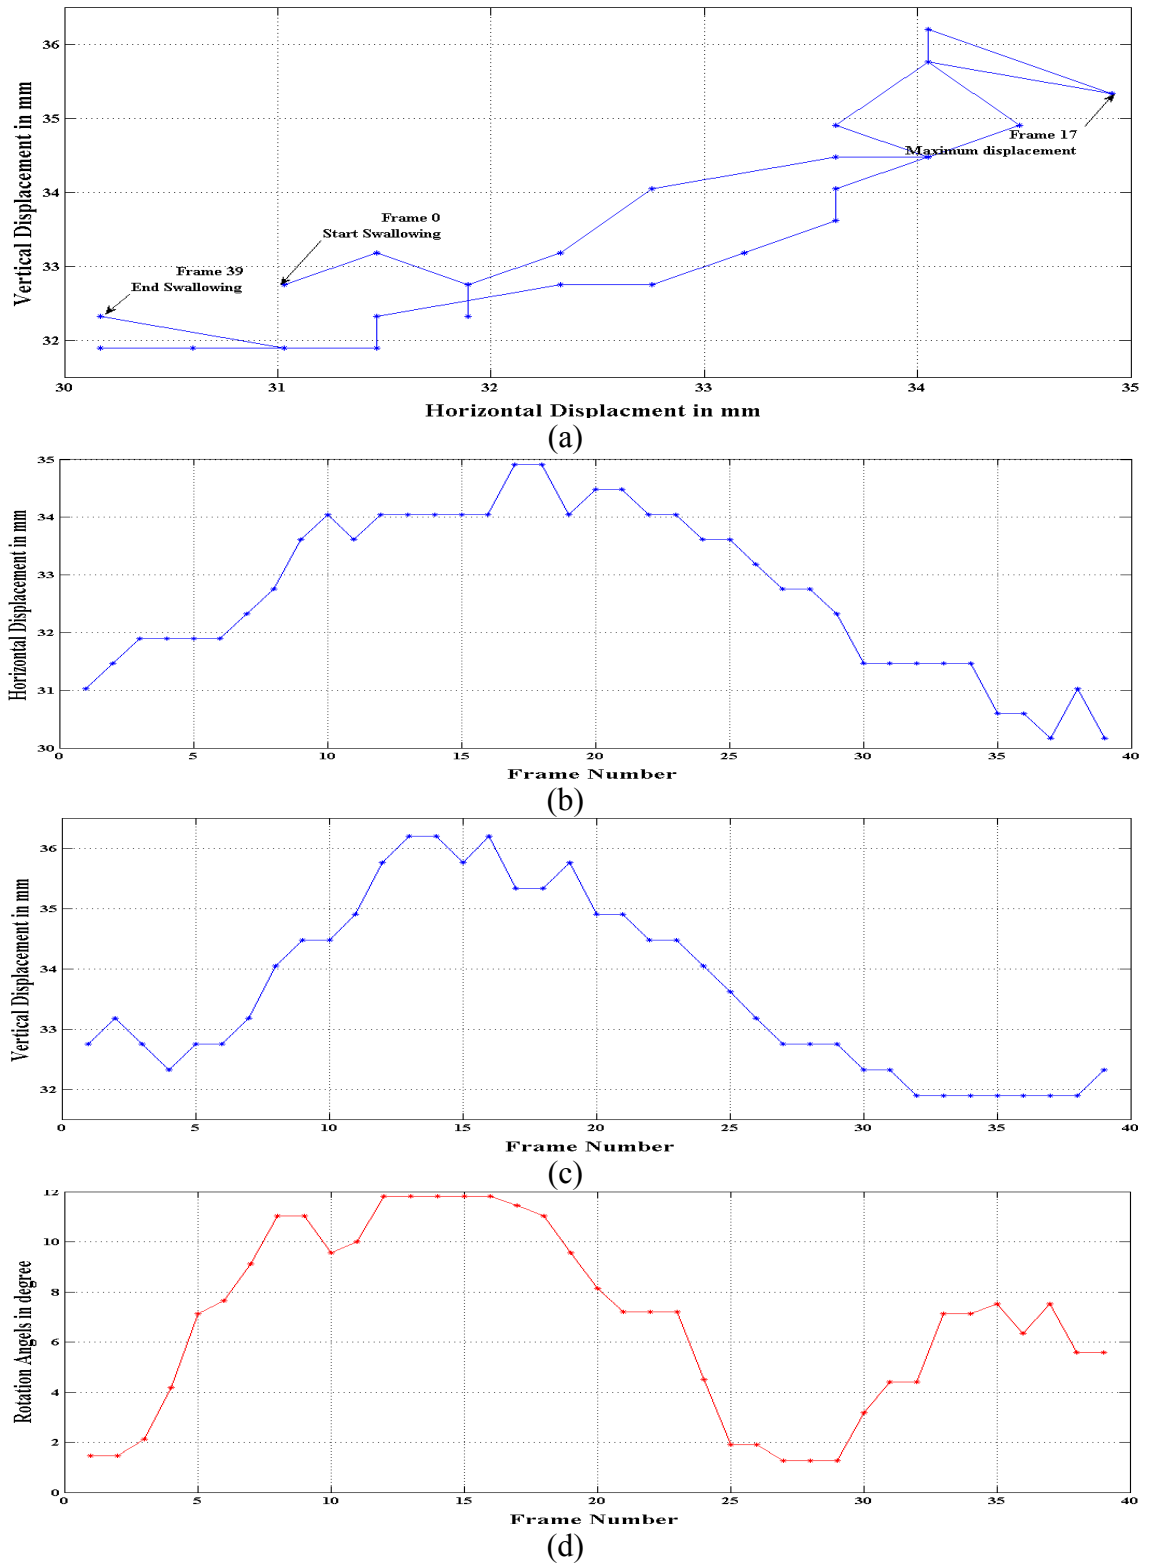 36
35
34
33
32
Vertical Displacement in mm
Frame 17
Maximum displacement
Frame 0
Start Swallowing
Frame 39
End Swallowing
30 31 32 33 34 35
Horizontal Displacment in mm
(a)
35
34
33
32
31
30
Horizontal Displacement in mm
0 5 10 15 20 25 30 35 40
Frame Number
(b)
36
35
34
33
32
Vertical Displacement in mm
0 5 10 15 20 25 30 35 40
Frame Number
(c)
12
10
8
6
4
2
0
Rotation Angels in degree
0 5 10 15 20 25 30 35 40
Frame Number
(d)